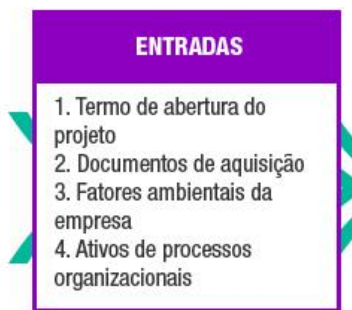 ENTRADAS
1. Termo de abertura do
projeto
2. Documentos de aquisição
3. Fatores ambientais da
empresa
4. Ativos de processos
organizacionais